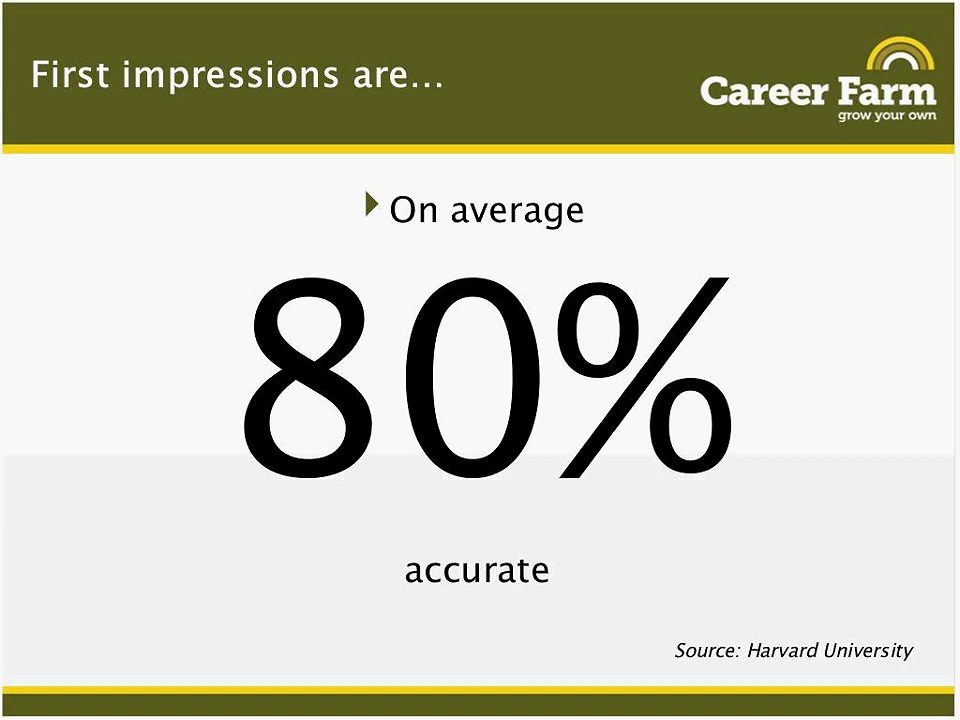 First impressions are...
Career Farm
grow your own
On average
80%
accurate
Source: Harvard University